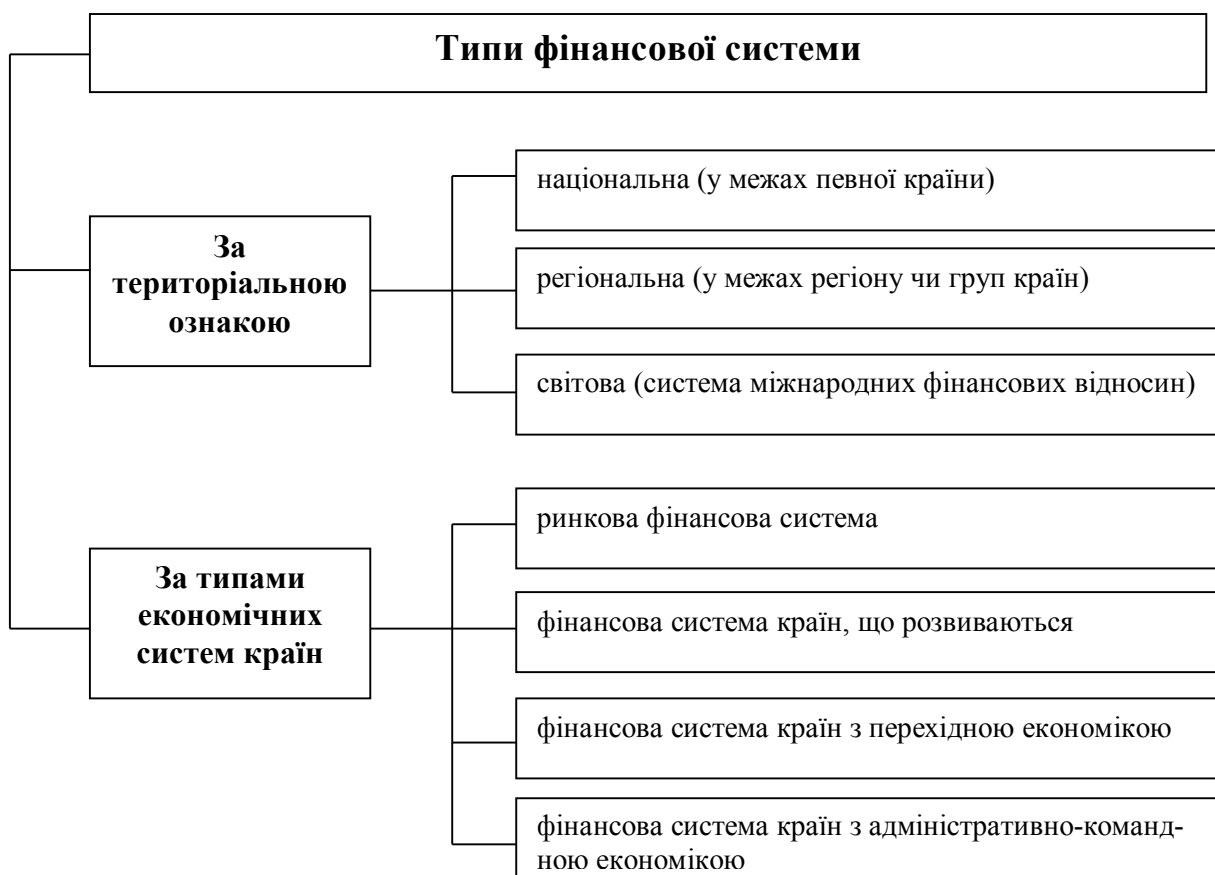 Типи фінансової системи
За
територіальною
ознакою
національна (у межах певної країни)
регіональна (у межах регіону чи груп країн)
світова (система міжнародних фінансових відносин)
За типами
економічних
систем країн
ринкова фінансова система
фінансова система країн, що розвиваються
фінансова система країн з перехідною економікою
фінансова система країн з адміністративно-команд-
ною економікою